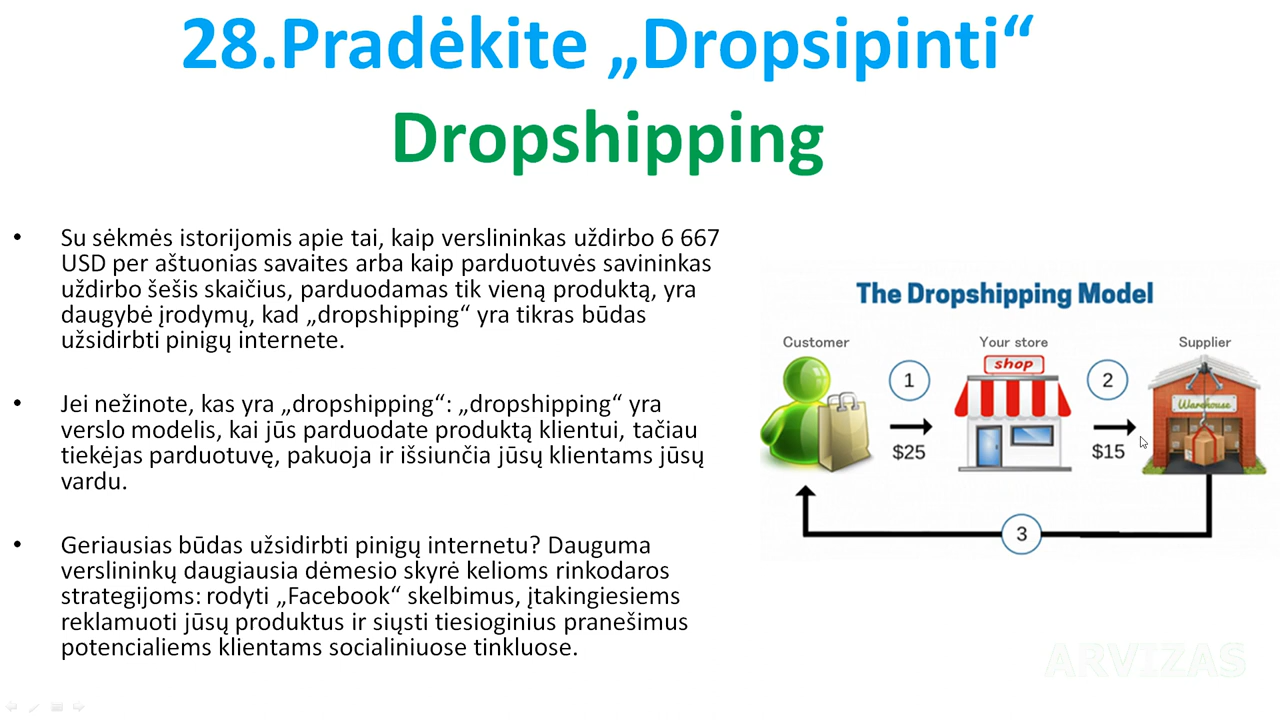 28.Pradėkite „Dropsipinti“
Dropshipping
• Su sėkmės istorijomis apie tai, kaip verslininkas uždirbo 6 667
USD per aštuonias savaites arba kaip parduotuvės savininkas
uždirbo šešis skaičius, parduodamas tik vieną produktą, yra
daugybė įrodymų, kad „dropshipping“ yra tikras būdas
užsidirbti pinigų internete.
• Jei nežinote, kas yra „dropshipping“: „dropshipping“ yra
verslo modelis, kai jūs parduodate produktą klientui, tačiau
tiekėjas parduotuvę, pakuoja ir išsiunčia jūsų klientams jūsų
vardu.
• Geriausias būdas užsidirbti pinigų internetu? Dauguma
verslininkų daugiausia dėmesio skyrė kelioms rinkodaros
strategijoms: rodyti „Facebook“ skelbimus, įtakingiesiems
reklamuoti jūsų produktus ir siųsti tiesioginius pranešimus
potencialiems klientams socialiniuose tinkluose.
The Dropshipping Model
Customer
Your store
Supplier
shop
1
2
Warehouse
$25
$15
3
ARVIZAS